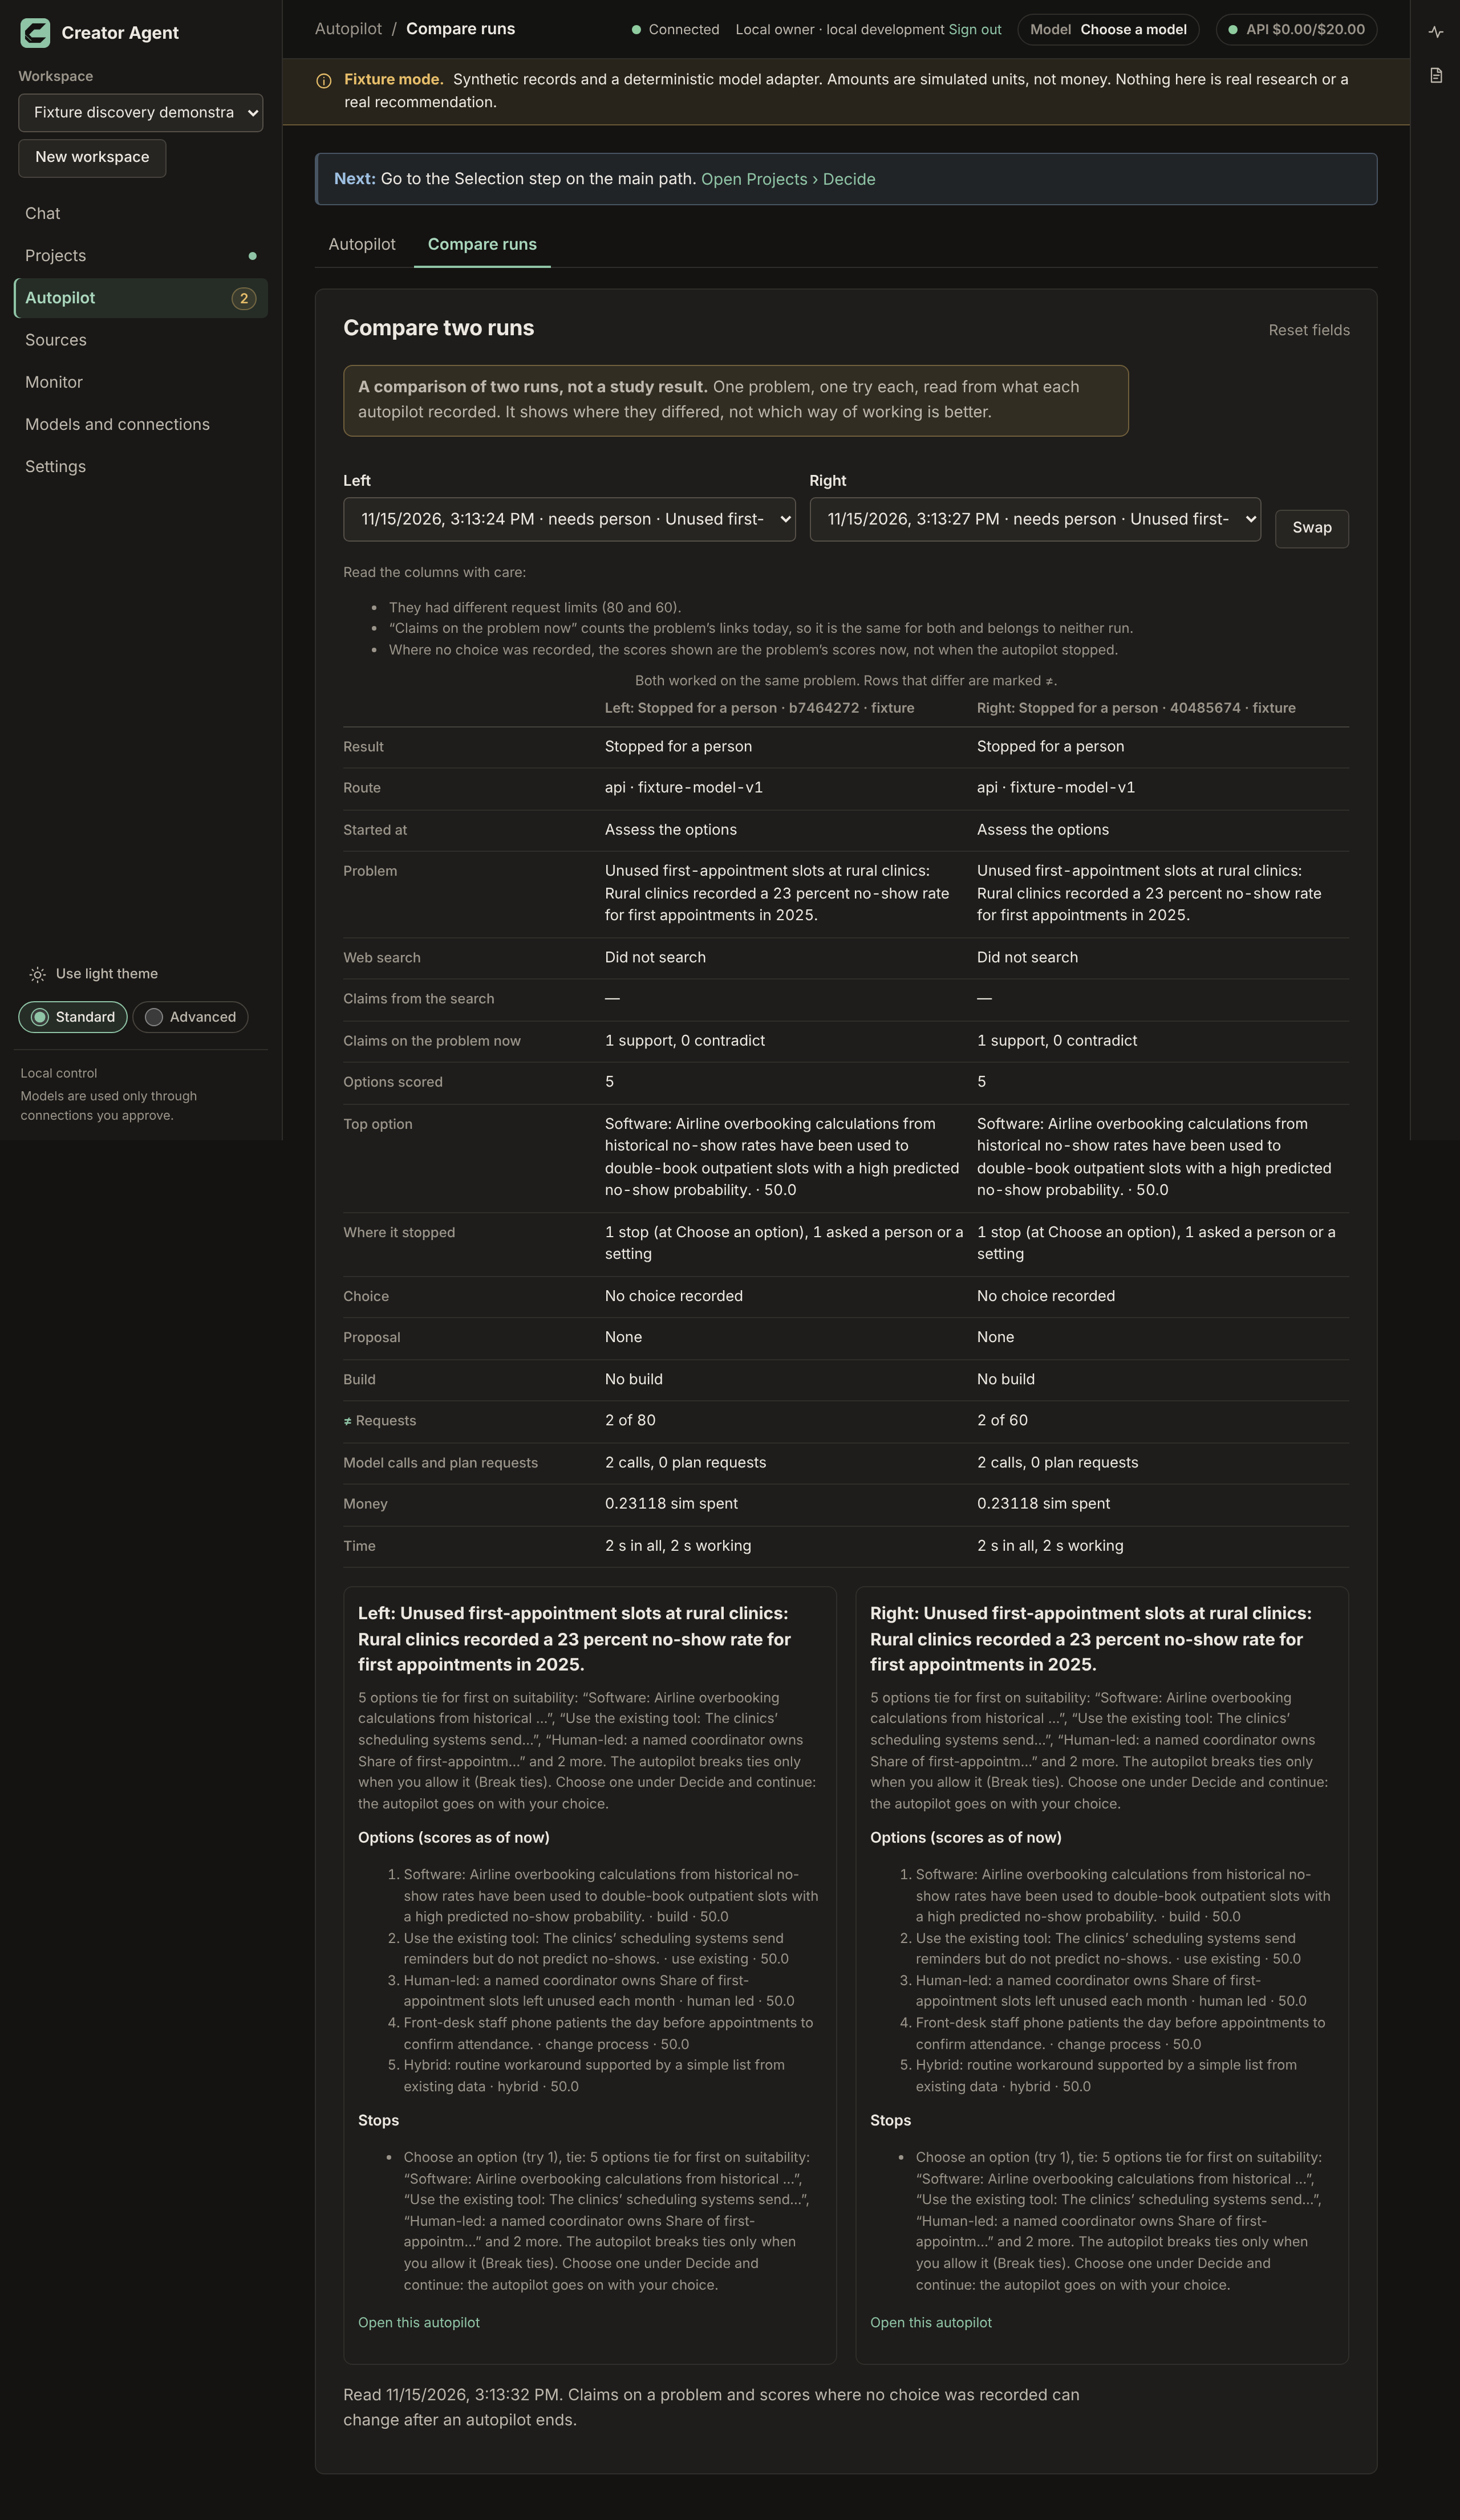 Creator Agent
Workspace
Fixture discovery demonstra
New workspace
Chat
Projects
Autopilot 2
Sources
Monitor
Models and connections
Settings
Use light theme
Standard Advanced
Local control
Models are used only through
connections you approve.
Autopilot / Compare runs
Connected Local owner · local development Sign out Model Choose a model API $0.00/$20.00
Fixture mode. Synthetic records and a deterministic model adapter. Amounts are simulated units, not money. Nothing here is real research or a
real recommendation.
Next: Go to the Selection step on the main path. Open Projects › Decide
Autopilot Compare runs
Compare two runs
Reset fields
A comparison of two runs, not a study result. One problem, one try each, read from what each
autopilot recorded. It shows where they differed, not which way of working is better.
Left Right
11/15/2026, 3:13:24 PM · needs person · Unused first- 11/15/2026, 3:13:27 PM · needs person · Unused first- Swap
Read the columns with care:
• They had different request limits (80 and 60).
• “Claims on the problem now” counts the problem’s links today, so it is the same for both and belongs to neither run.
• Where no choice was recorded, the scores shown are the problem’s scores now, not when the autopilot stopped.
Both worked on the same problem. Rows that differ are marked ≠.
Left: Stopped for a person · b7464272 · fixture Right: Stopped for a person · 40485674 · fixture
Result Stopped for a person Stopped for a person
Route api · fixture-model-v1 api · fixture-model-v1
Started at Assess the options Assess the options
Problem Unused first-appointment slots at rural clinics: Unused first-appointment slots at rural clinics:
Rural clinics recorded a 23 percent no-show rate Rural clinics recorded a 23 percent no-show rate
for first appointments in 2025. for first appointments in 2025.
Web search Did not search Did not search
Claims from the search — —
Claims on the problem now 1 support, 0 contradict 1 support, 0 contradict
Options scored 5 5
Top option Software: Airline overbooking calculations from Software: Airline overbooking calculations from
historical no-show rates have been used to historical no-show rates have been used to
double-book outpatient slots with a high predicted double-book outpatient slots with a high predicted
no-show probability. · 50.0 no-show probability. · 50.0
Where it stopped 1 stop (at Choose an option), 1 asked a person or a 1 stop (at Choose an option), 1 asked a person or a
setting setting
Choice No choice recorded No choice recorded
Proposal None None
Build No build No build
≠ Requests 2 of 80 2 of 60
Model calls and plan requests 2 calls, 0 plan requests 2 calls, 0 plan requests
Money 0.23118 sim spent 0.23118 sim spent
Time 2 s in all, 2 s working 2 s in all, 2 s working
Left: Unused first-appointment slots at rural clinics:
Rural clinics recorded a 23 percent no-show rate for
first appointments in 2025.
5 options tie for first on suitability: “Software: Airline overbooking
calculations from historical ...”, “Use the existing tool: The clinics’
scheduling systems send...”, “Human-led: a named coordinator owns
Share of first-appointm...” and 2 more. The autopilot breaks ties only
when you allow it (Break ties). Choose one under Decide and continue:
the autopilot goes on with your choice.
Options (scores as of now)
1. Software: Airline overbooking calculations from historical no-
show rates have been used to double-book outpatient slots with
a high predicted no-show probability. · build · 50.0
2. Use the existing tool: The clinics’ scheduling systems send
reminders but do not predict no-shows. · use existing · 50.0
3. Human-led: a named coordinator owns Share of first-
appointment slots left unused each month · human led · 50.0
4. Front-desk staff phone patients the day before appointments to
confirm attendance. · change process · 50.0
5. Hybrid: routine workaround supported by a simple list from
existing data · hybrid · 50.0
Stops
• Choose an option (try 1), tie: 5 options tie for first on suitability:
“Software: Airline overbooking calculations from historical ...”,
“Use the existing tool: The clinics’ scheduling systems send...”,
“Human-led: a named coordinator owns Share of first-
appointm...” and 2 more. The autopilot breaks ties only when
you allow it (Break ties). Choose one under Decide and
continue: the autopilot goes on with your choice.
Open this autopilot
Right: Unused first-appointment slots at rural clinics:
Rural clinics recorded a 23 percent no-show rate for
first appointments in 2025.
5 options tie for first on suitability: “Software: Airline overbooking
calculations from historical ...”, “Use the existing tool: The clinics’
scheduling systems send...”, “Human-led: a named coordinator owns
Share of first-appointm...” and 2 more. The autopilot breaks ties only
when you allow it (Break ties). Choose one under Decide and continue:
the autopilot goes on with your choice.
Options (scores as of now)
1. Software: Airline overbooking calculations from historical no-
show rates have been used to double-book outpatient slots with
a high predicted no-show probability. · build · 50.0
2. Use the existing tool: The clinics’ scheduling systems send
reminders but do not predict no-shows. · use existing · 50.0
3. Human-led: a named coordinator owns Share of first-
appointment slots left unused each month · human led · 50.0
4. Front-desk staff phone patients the day before appointments to
confirm attendance. · change process · 50.0
5. Hybrid: routine workaround supported by a simple list from
existing data · hybrid · 50.0
Stops
• Choose an option (try 1), tie: 5 options tie for first on suitability:
“Software: Airline overbooking calculations from historical ...”,
“Use the existing tool: The clinics’ scheduling systems send...”,
“Human-led: a named coordinator owns Share of first-
appointm...” and 2 more. The autopilot breaks ties only when
you allow it (Break ties). Choose one under Decide and
continue: the autopilot goes on with your choice.
Open this autopilot
Read 11/15/2026, 3:13:32 PM. Claims on a problem and scores where no choice was recorded can
change after an autopilot ends.